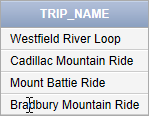 TRIP_NAME
Westfield River Loop
Cadillac Mountain Ride
Mount Battie Ride
Bradbury Mountain Ride